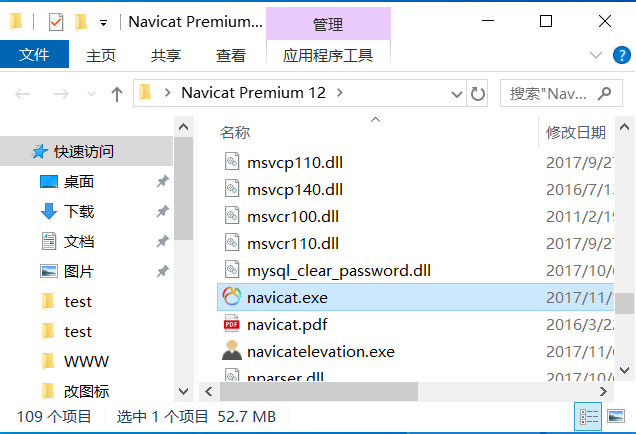 Navicat Premium...
管理
文件
主页
共享
查看
应用程序工具
Navicat Premium 12
搜索"Nav...
快速访问
桌面
下载
文档
图片
test
test
WWW
改图标
名称
修改日期
msvcp110.dll
2017/9/27
msvcp140.dll
2016/7/1
msvcr100.dll
2011/2/19
msvcr110.dll
2017/9/27
mysql_clear_password.dll
2017/10/
navicat.exe
2017/11/
navicat.pdf
2016/3/22
navicatelevation.exe
2017/11/
nparser.dll
2017/10/
109 个项目 选中 1 个项目 52.7 MB